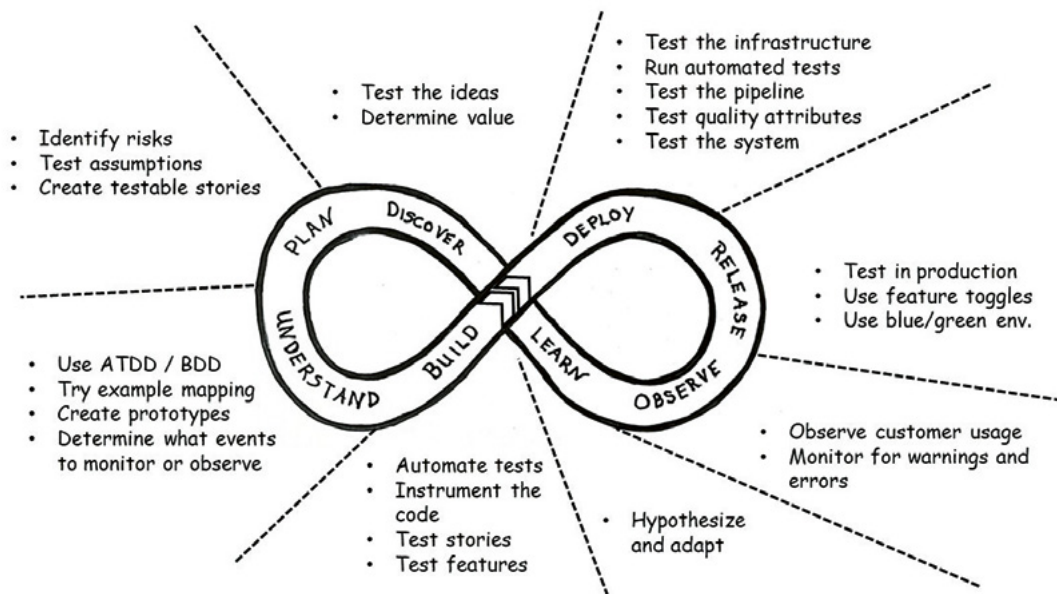 • Test the ideas
• Determine value
• Test the infrastructure
• Run automated tests
• Test the pipeline
• Test quality attributes
• Test the system
• Identify risks
• Test assumptions
• Create testable stories
PLAN
DISCOVER
DEPLOY
RELEASE
UNDERSTAND
BUILD
LEARN
OBSERVE
• Test in production
• Use feature toggles
• Use blue/green env.
• Use ATDD / BDD
• Try example mapping
• Create prototypes
• Determine what events
to monitor or observe
• Automate tests
• Instrument the
code
• Test stories
• Test features
• Hypothesize
and adapt
• Observe customer usage
• Monitor for warnings and
errors